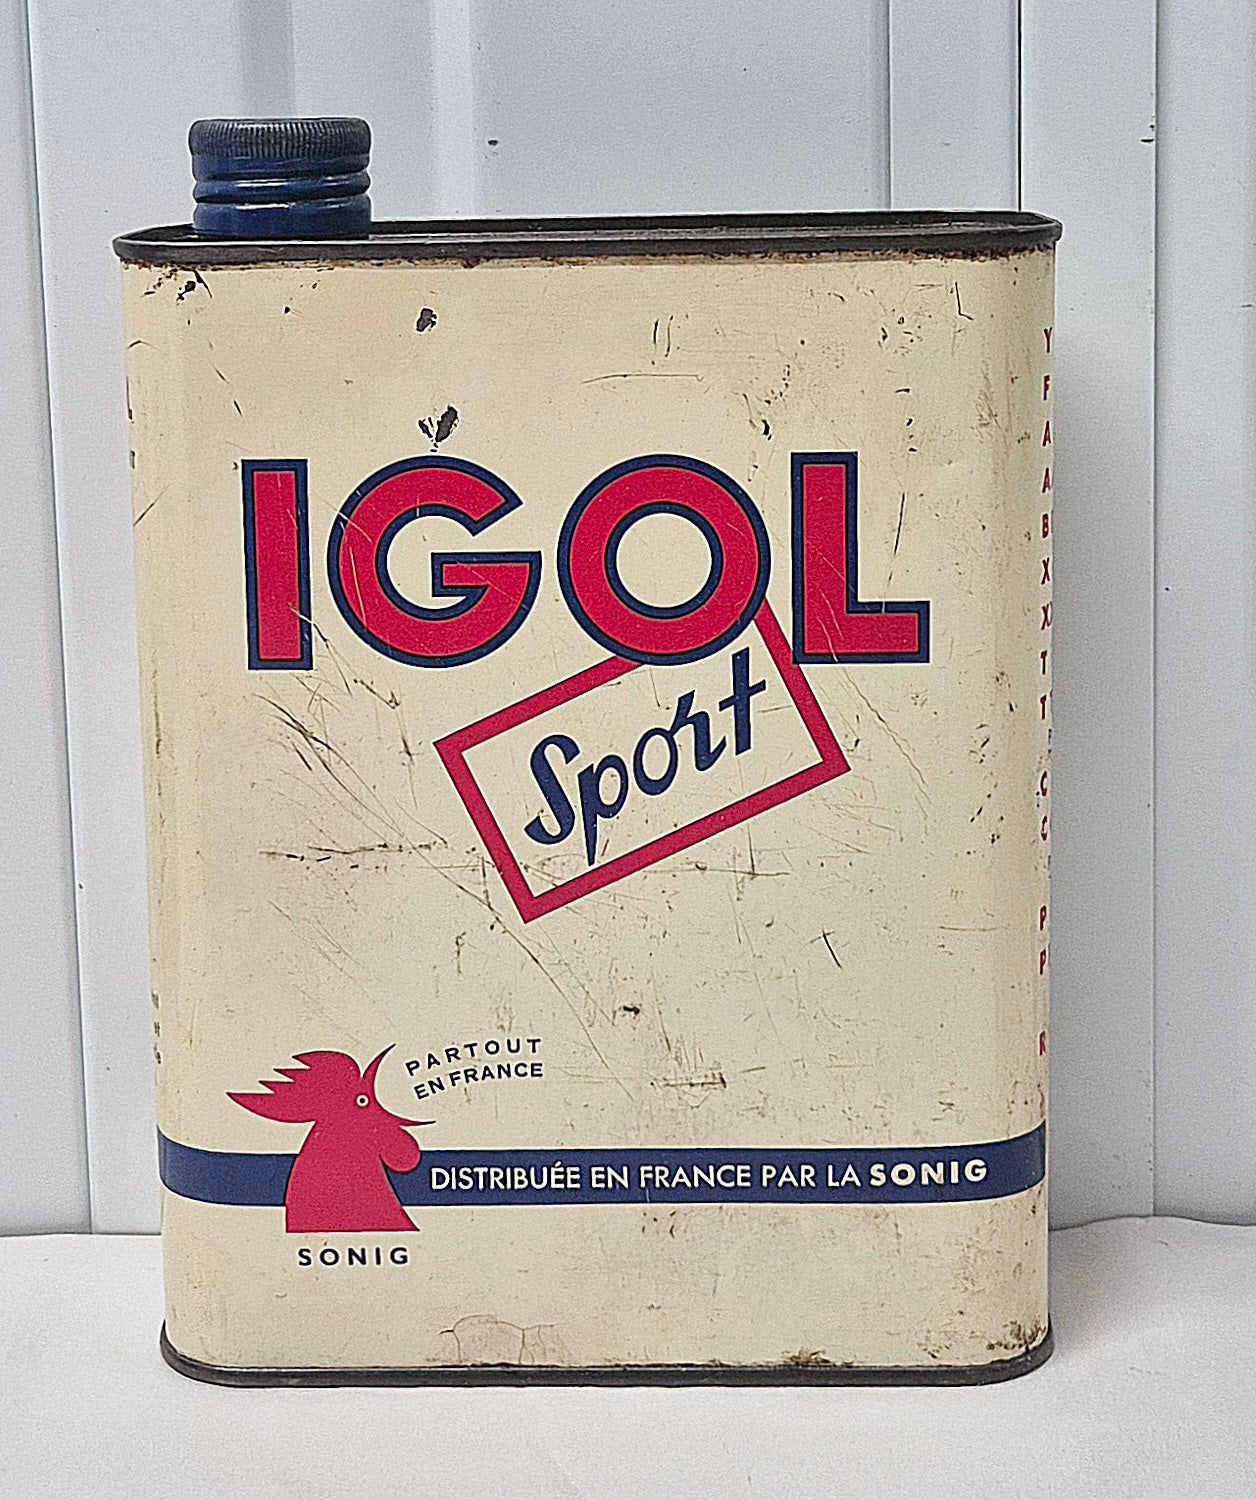 IGOL
Sport
PARTOUT
EN FRANCE
DISTRIBUÉE EN FRANCE PAR LA SONIG
SONIG
Y
F
A
A
B
X
X
T
T
C
C
P
P
R